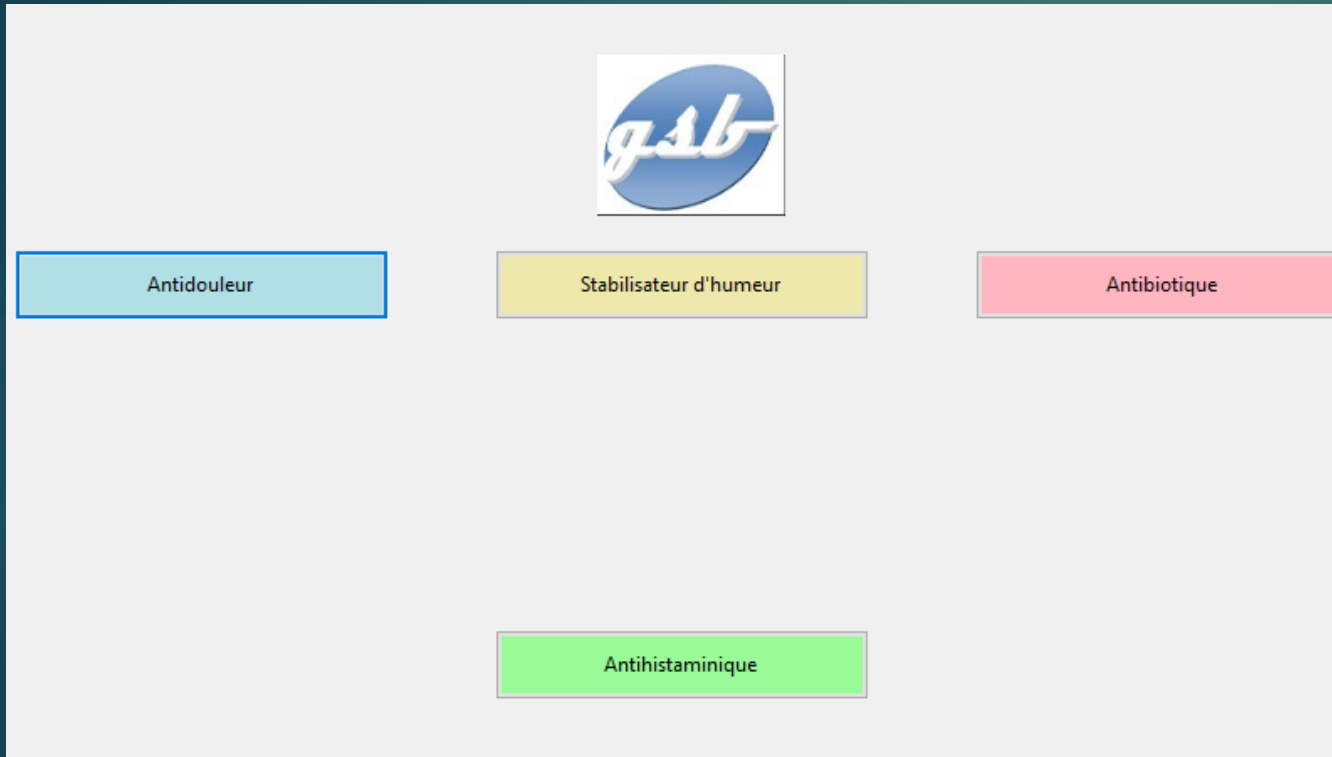 gsb
Antidouleur
Stabilisateur d'humeur
Antibiotique
Antihistaminique